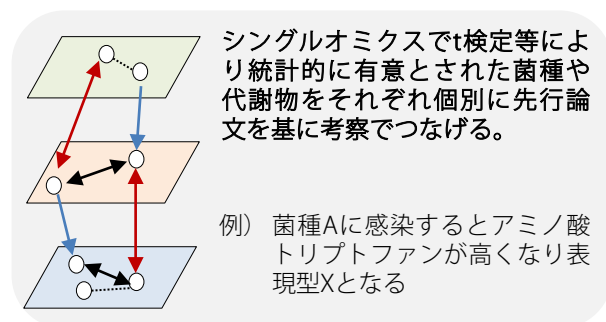 シングルオミクスでt検定等によ
り統計的に有意とされた菌種や
代謝物をそれぞれ個別に先行論
文を基に考察でつなげる。
例） 菌種Aに感染するとアミノ酸
トリプトファンが高くなり表
現型Xとなる